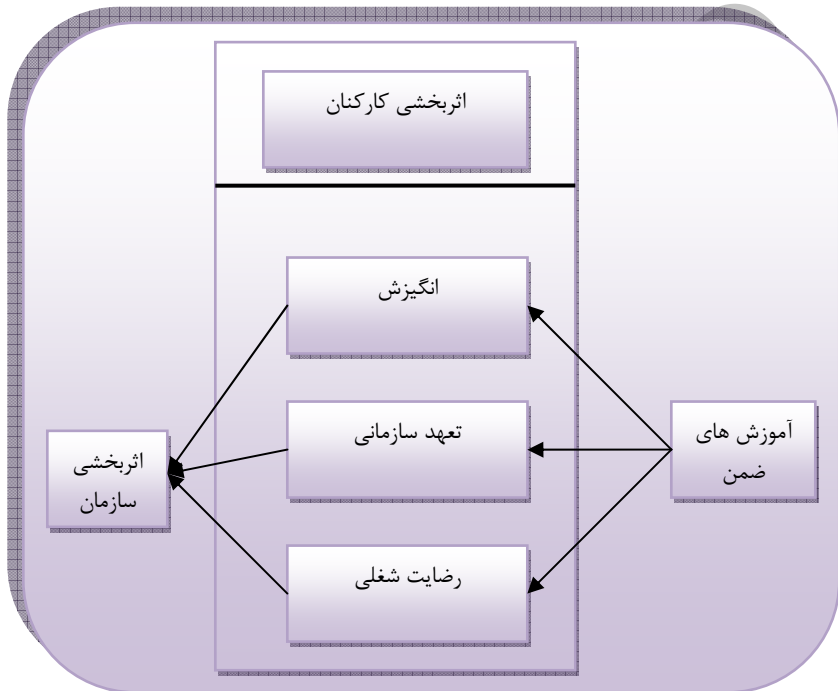 اثربخشی کارکنان
انگیزش
آموزش های
ضمن
تعهد سازمانی
اثربخشی
سازمان
رضایت شغلی